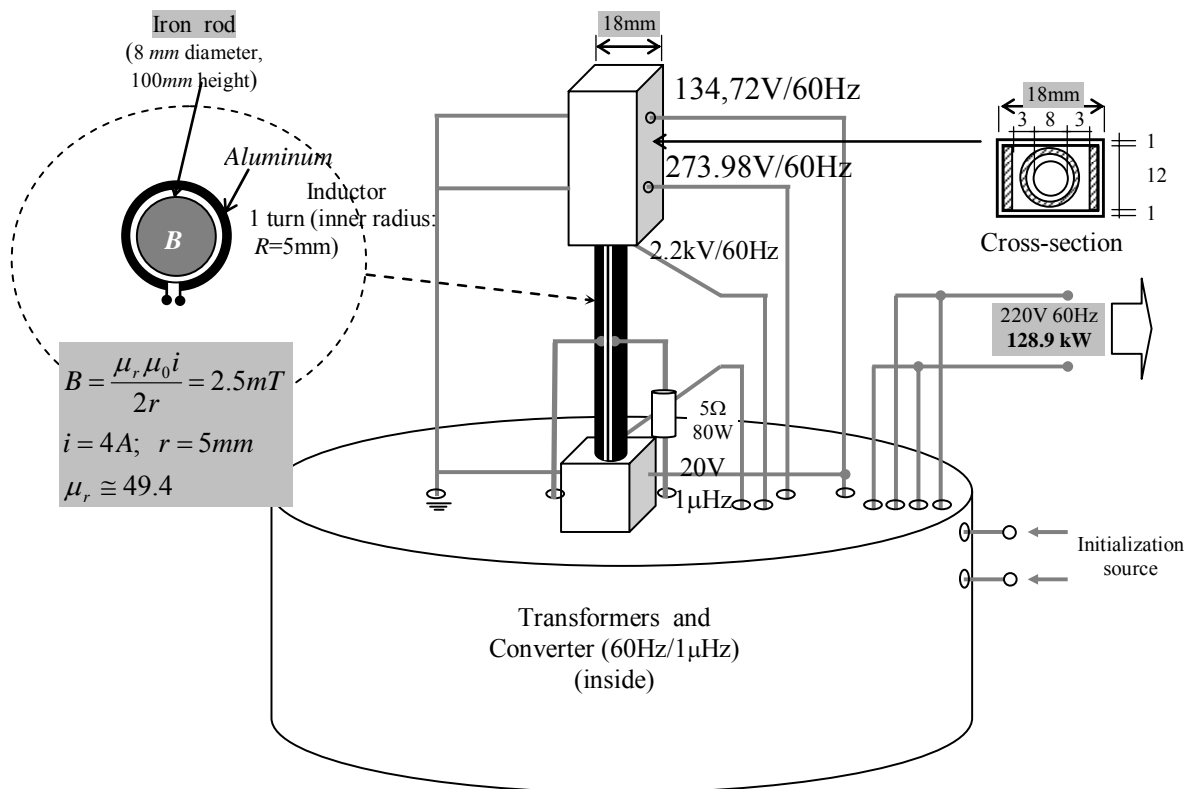 Iron rod
(8 mm diameter,
100mm height)
Aluminum
Inductor
1 turn (inner radius:
R=5mm)
B
B = μrμ0i / 2r = 2.5mT
i = 4A; r = 5mm
μr ≅ 49.4
18mm
134,72V/60Hz
273.98V/60Hz
2.2kV/60Hz
18mm
3 8 3
1
12
1
Cross-section
220V 60Hz
128.9 kW
5Ω
80W
20V
1μHz
Initialization
source
Transformers and
Converter (60Hz/1μHz)
(inside)